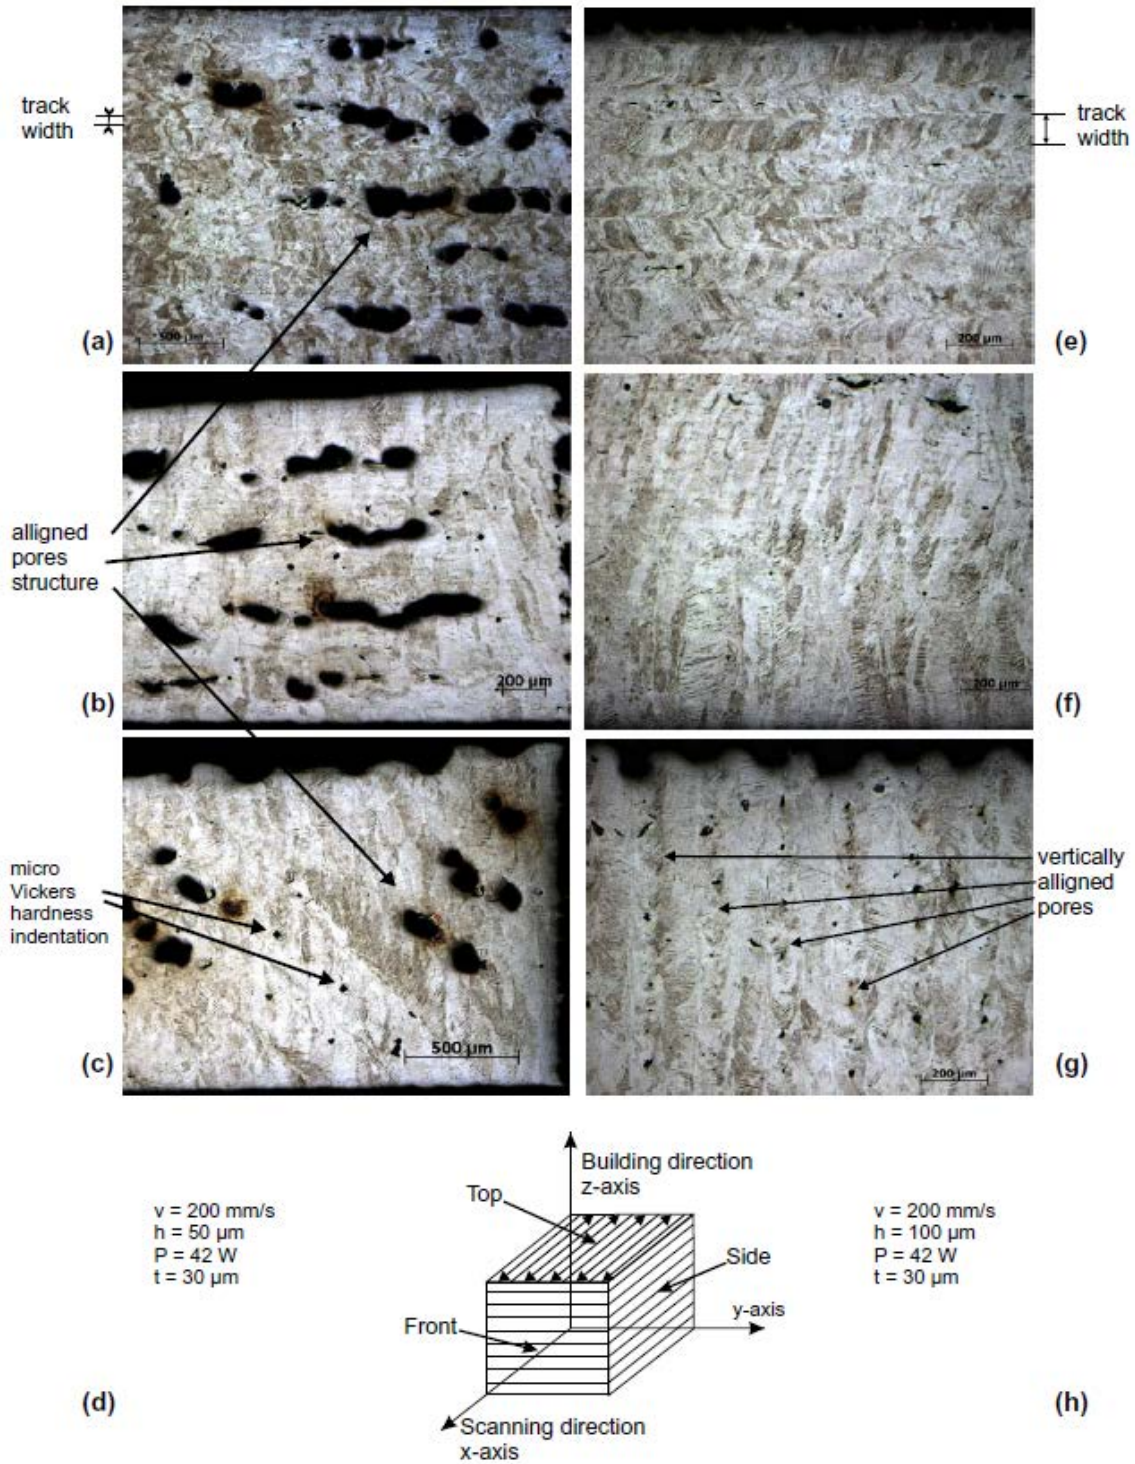 track
width
(a)
500 µm
(e)
track
width
200 µm
alligned
pores
structure
(b)
200 µm
(f)
200 µm
micro
Vickers
hardness
indentation
(c)
500 µm
vertically
alligned
pores
(g)
200 µm
v = 200 mm/s
h = 50 µm
P = 42 W
t = 30 µm
(d)
Building direction
z-axis
Top
Side
y-axis
Front
Scanning direction
x-axis
v = 200 mm/s
h = 100 µm
P = 42 W
t = 30 µm
(h)